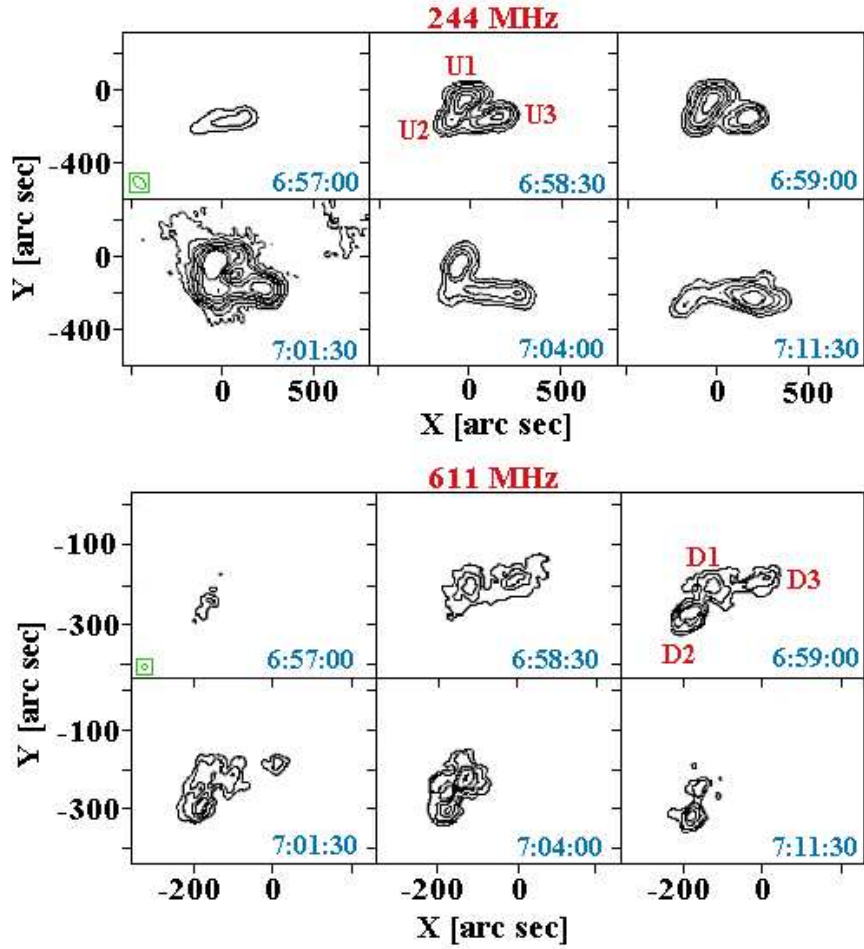 244 MHz
U1
U2
U3
0
-400
6:57:00
6:58:30
6:59:00
Y [arc sec]
0
-400
7:01:30
7:04:00
7:11:30
0 500 0 0 500
X [arc sec]
611 MHz
-100
-300
D1
D3
D2
6:57:00
6:58:30
6:59:00
Y [arc sec]
-100
-300
7:01:30
7:04:00
7:11:30
-200 0 -200 0 -200 0
X [arc sec]